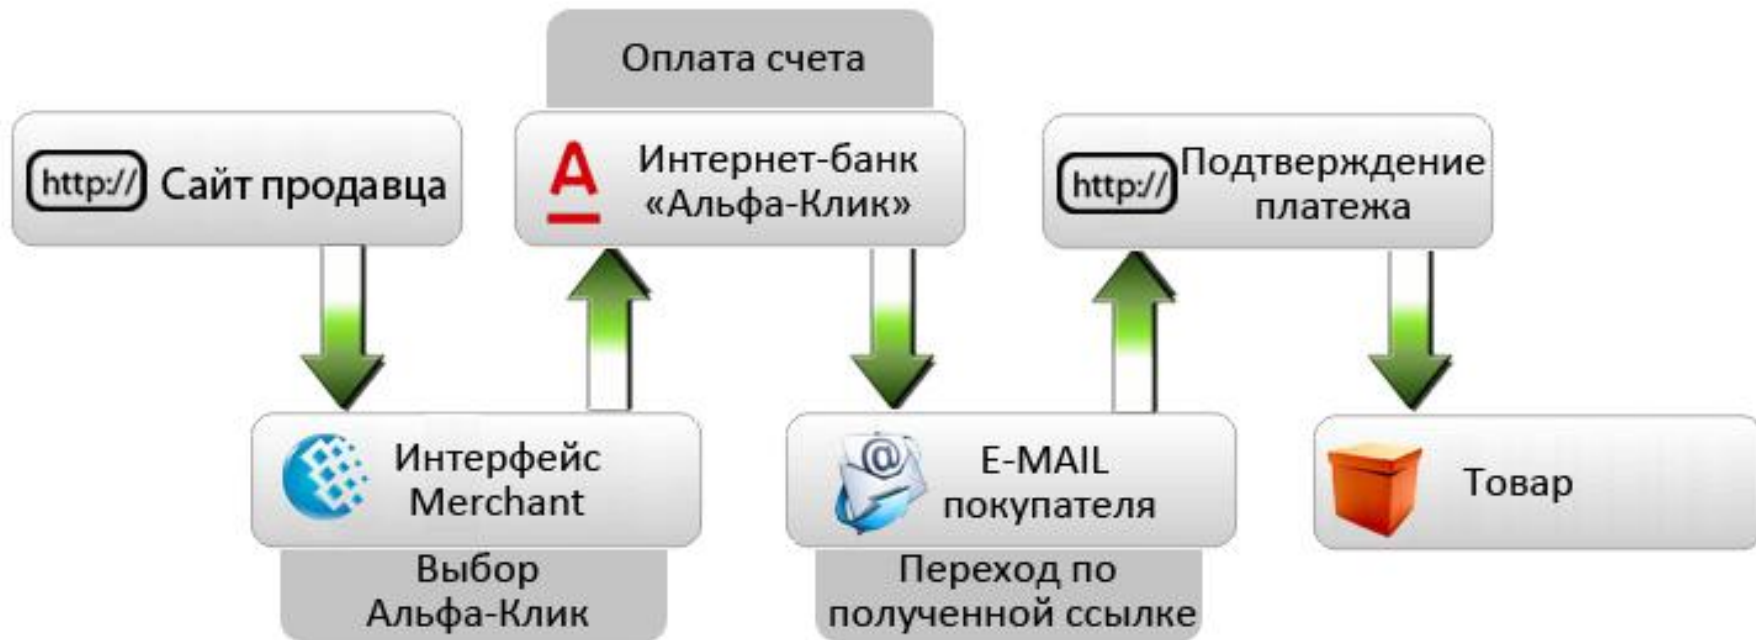 Оплата счета
http:// Сайт продавца
Интернет-банк
«Альфа-Клик»
http://
Подтверждение
платежа
Интерфейс
Merchant
Выбор
Альфа-Клик
@
E-MAIL
покупателя
Переход по
полученной ссылке
Товар